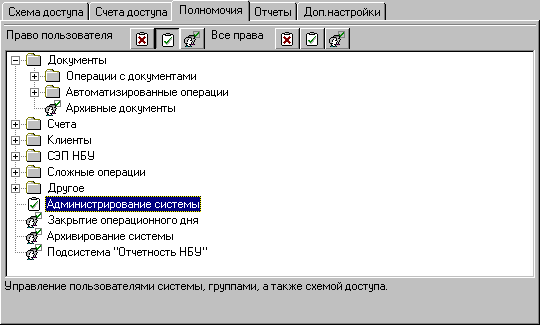 Схема доступа Счета доступа Полномочия Отчеты Доп.настройки
Право пользователя Все права
Документы
Операции с документами
Автоматизированные операции
Архивные документы
Счета
Клиенты
СЭП НБУ
Сложные операции
Другое
Администрирование системы
Закрытие операционного дня
Архивирование системы
Подсистема "Отчетность НБУ"
Управление пользователями системы, группами, а также схемой доступа.